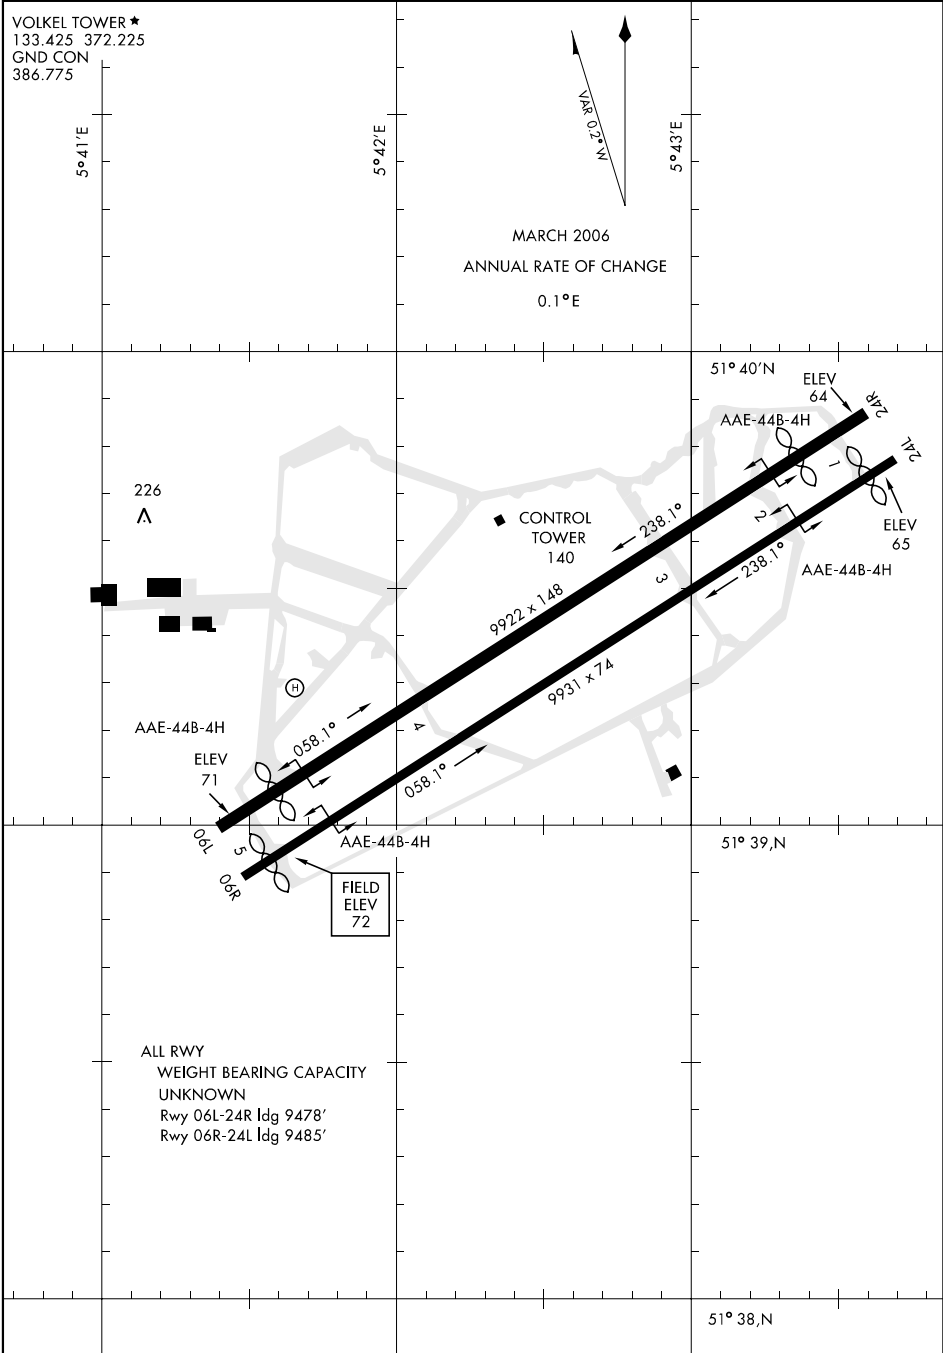 VOLKEL TOWER ★
133.425 372.225
GND CON
386.775
5°41'E
5°42'E
5°43'E
VAR 0.2° W
MARCH 2006
ANNUAL RATE OF CHANGE
0.1°E
51°40'N
ELEV
64
24R
AAE-44B-4H
24L
1
226
CONTROL
TOWER
140
238.1°
2
ELEV
65
238.1°
AAE-44B-4H
3
9922 x 148
9931 x 74
H
AAE-44B-4H
058.1°
4
ELEV
71
058.1°
06L
5
AAE-44B-4H
51°39,N
06R
FIELD
ELEV
72
ALL RWY
WEIGHT BEARING CAPACITY
UNKNOWN
Rwy 06L-24R ldg 9478'
Rwy 06R-24L ldg 9485'
51°38,N